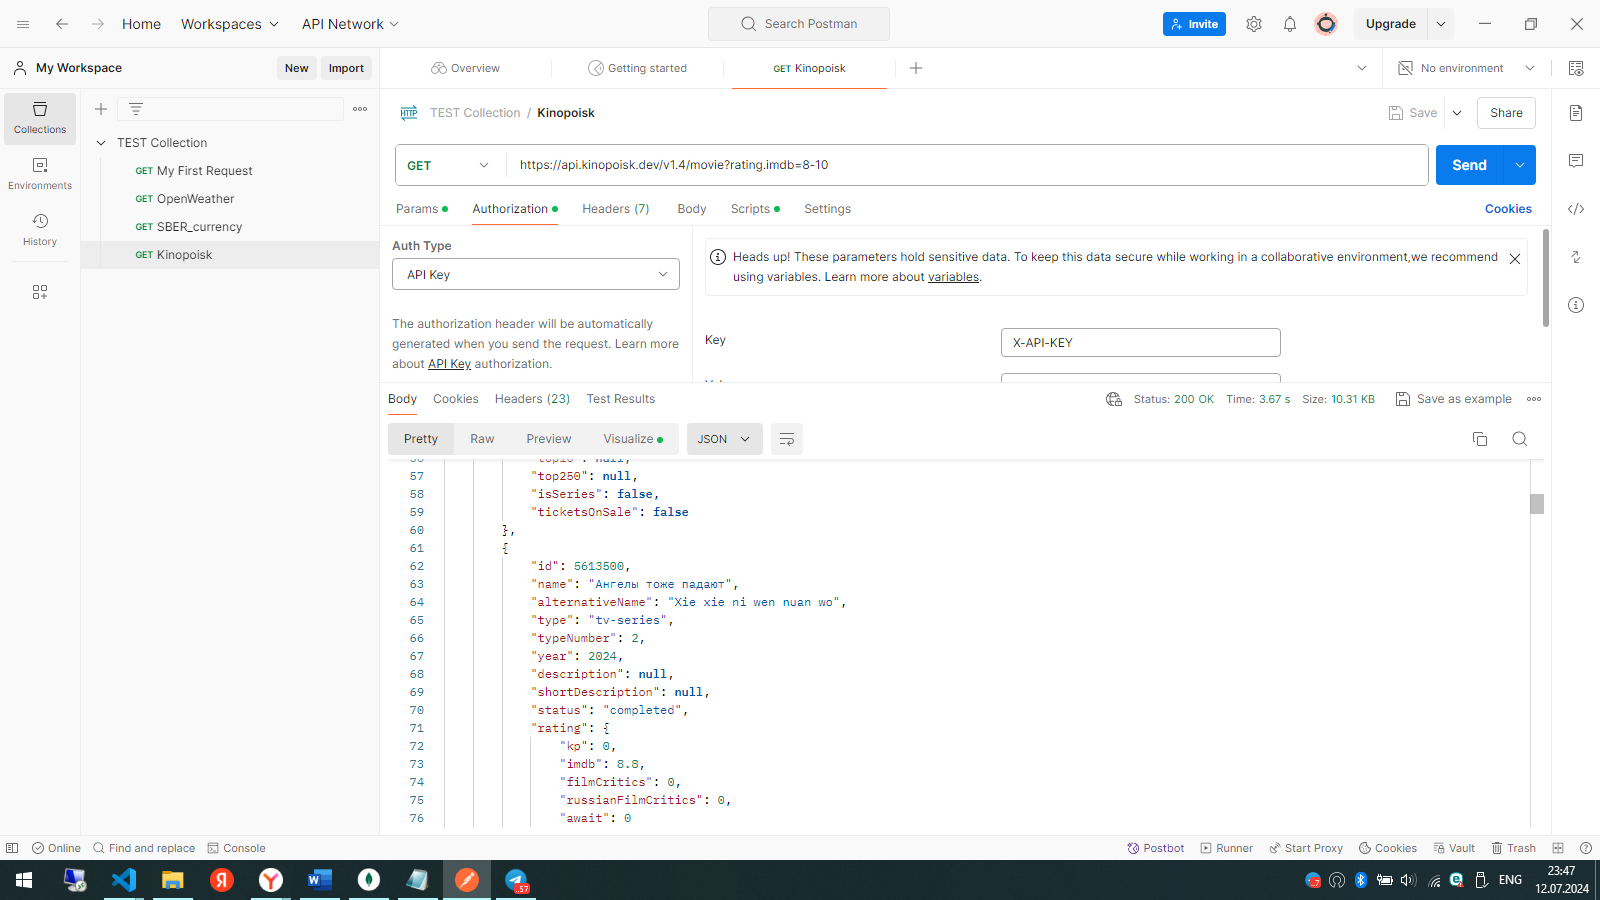 Home Workspaces API Network Search Postman Invite Upgrade
My Workspace New Import Overview Getting started GET Kinopoisk No environment
Collections
Environments
History
TEST Collection
GET My First Request
GET OpenWeather
GET SBER_currency
GET Kinopoisk
HTTP TEST Collection / Kinopoisk Save Share
GET https://api.kinopoisk.dev/v1.4/movie?rating.imdb=8-10 Send
Params Authorization Headers (7) Body Scripts Settings Cookies
Auth Type
API Key
The authorization header will be automatically
generated when you send the request. Learn more
about API Key authorization.
Heads up! These parameters hold sensitive data. To keep this data secure while working in a collaborative environment,we recommend
using variables. Learn more about variables.
Key X-API-KEY
Body Cookies Headers (23) Test Results Status: 200 OK Time: 3.67 s Size: 10.31 KB Save as example
Pretty Raw Preview Visualize JSON
57 "top250": null,
58 "isSeries": false,
59 "ticketsOnSale": false
60 },
61 {
62 "id": 5613500,
63 "name": "Ангелы тоже падают",
64 "alternativeName": "Xie xie ni wen nuan wo",
65 "type": "tv-series",
66 "typeNumber": 2,
67 "year": 2024,
68 "description": null,
69 "shortDescription": null,
70 "status": "completed",
71 "rating": {
72 "kp": 0,
73 "imdb": 8.8,
74 "filmCritics": 0,
75 "russianFilmCritics": 0,
76 "await": 0
Online Find and replace Console Postbot Runner Start Proxy Cookies Vault Trash
57 ENG 23:47
12.07.2024